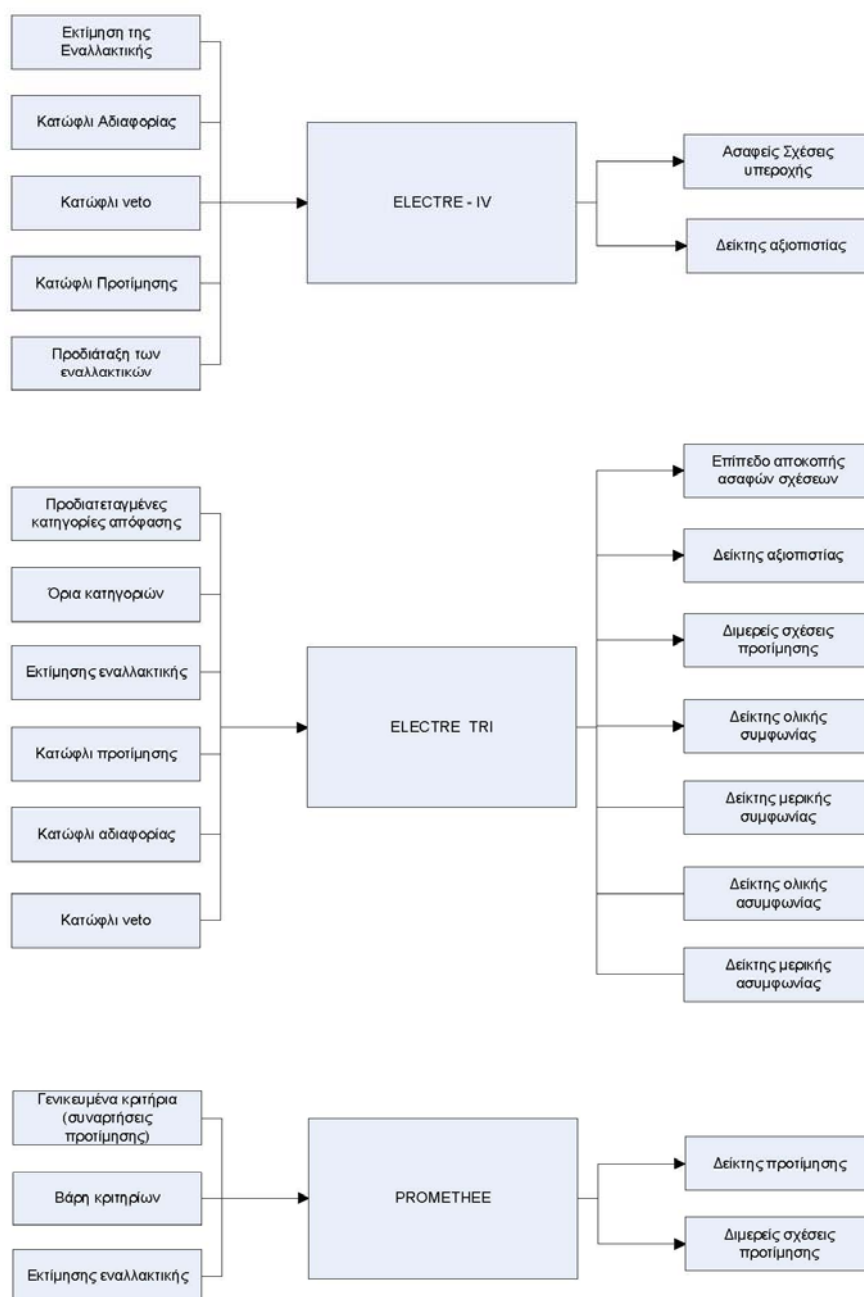 Εκτίμηση της
Εναλλακτικής
Κατώφλι Αδιαφορίας
Κατώφλι veto
Κατώφλι Προτίμησης
Προδιάταξη των
εναλλακτικών
ELECTRE - IV
Ασαφείς Σχέσεις
υπεροχής
Δείκτης αξιοπιστίας
Προδιατεταγμένες
κατηγορίες απόφασης
Όρια κατηγοριών
Εκτίμησης εναλλακτικής
Κατώφλι προτίμησης
Κατώφλι αδιαφορίας
Κατώφλι veto
ELECTRE TRI
Επίπεδο αποκοπής
ασαφών σχέσεων
Δείκτης αξιοπιστίας
Διμερείς σχέσεις
προτίμησης
Δείκτης ολικής
συμφωνίας
Δείκτης μερικής
συμφωνίας
Δείκτης ολικής
ασυμφωνίας
Δείκτης μερικής
ασυμφωνίας
Γενικευμένα κριτήρια
(συναρτήσεις
προτίμησης)
Βάρη κριτηρίων
Εκτίμησης εναλλακτικής
PROMETHEE
Δείκτης προτίμησης
Διμερείς σχέσεις
προτίμησης